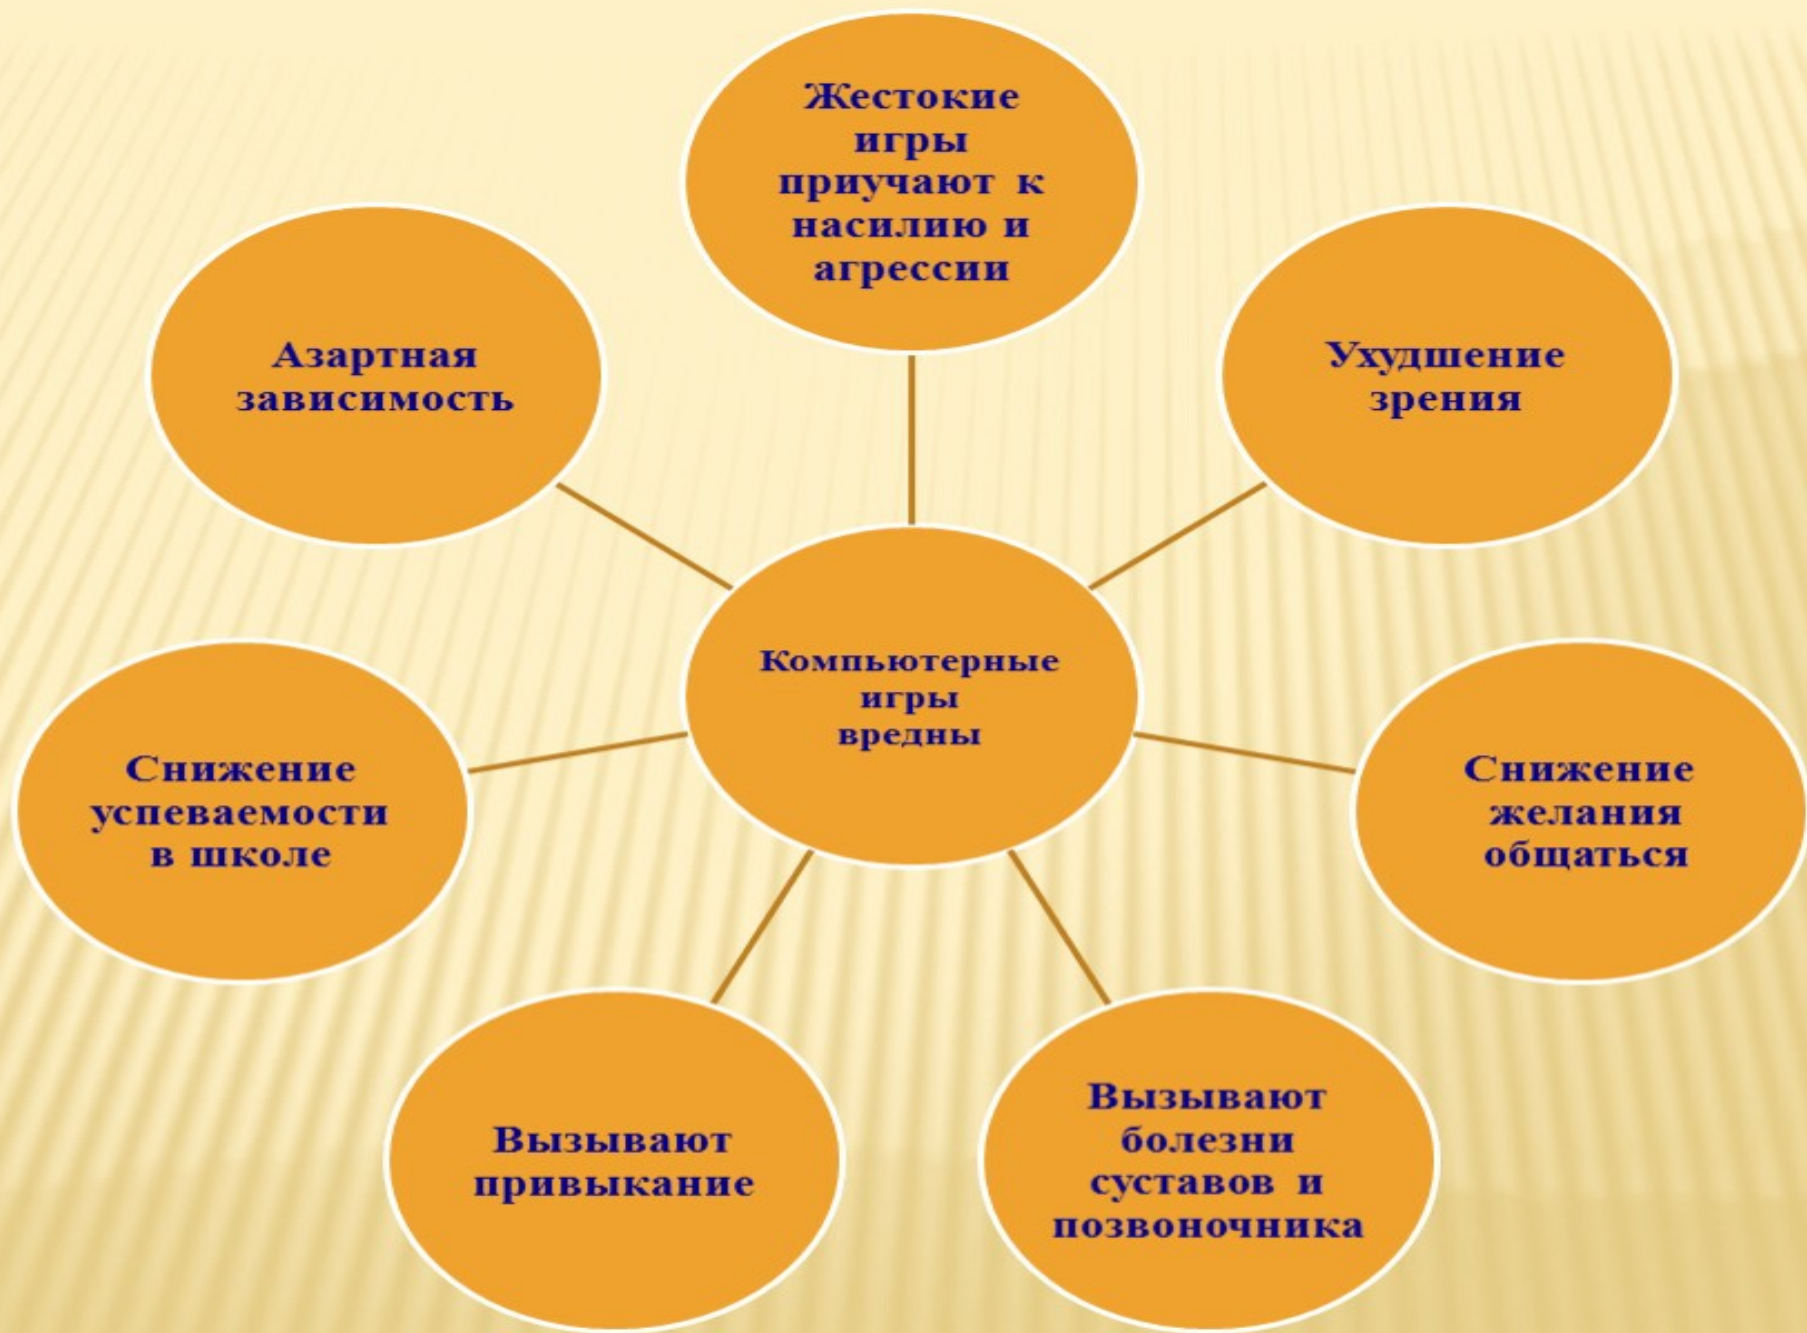 Жестокие
игры
приучают к
насилию и
агрессии
Азартная
зависимость
Ухудшение
зрения
Компьютерные
игры
вредны
Снижение
успеваемости
в школе
Снижение
желания
общаться
Вызывают
привыкание
Вызывают
болезни
суставов и
позвоночника